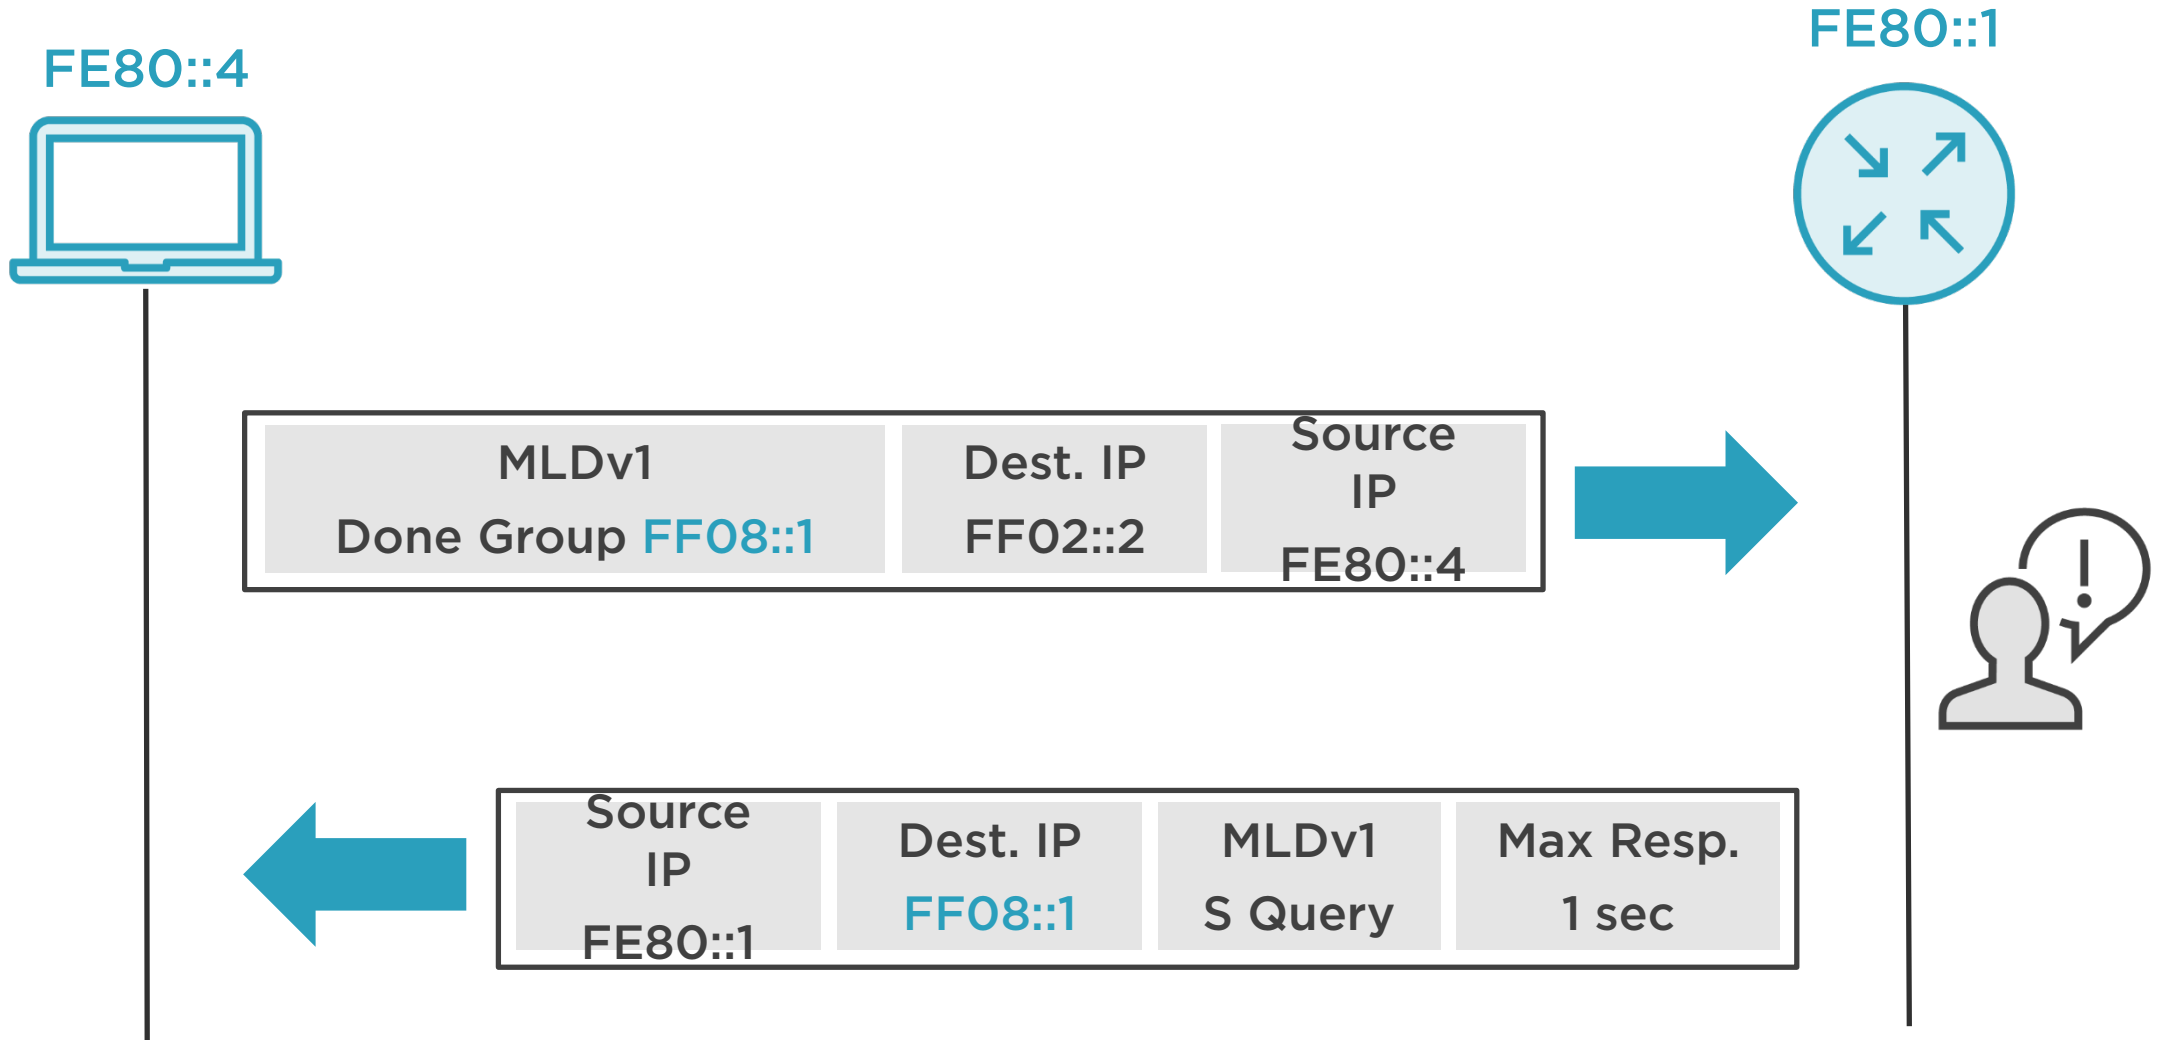 FE80::4
FE80::1
MLDv1
Done Group FF08::1
Dest. IP
FF02::2
Source
IP
FE80::4
Source
IP
FE80::1
Dest. IP
FF08::1
MLDv1
S Query
Max Resp.
1 sec